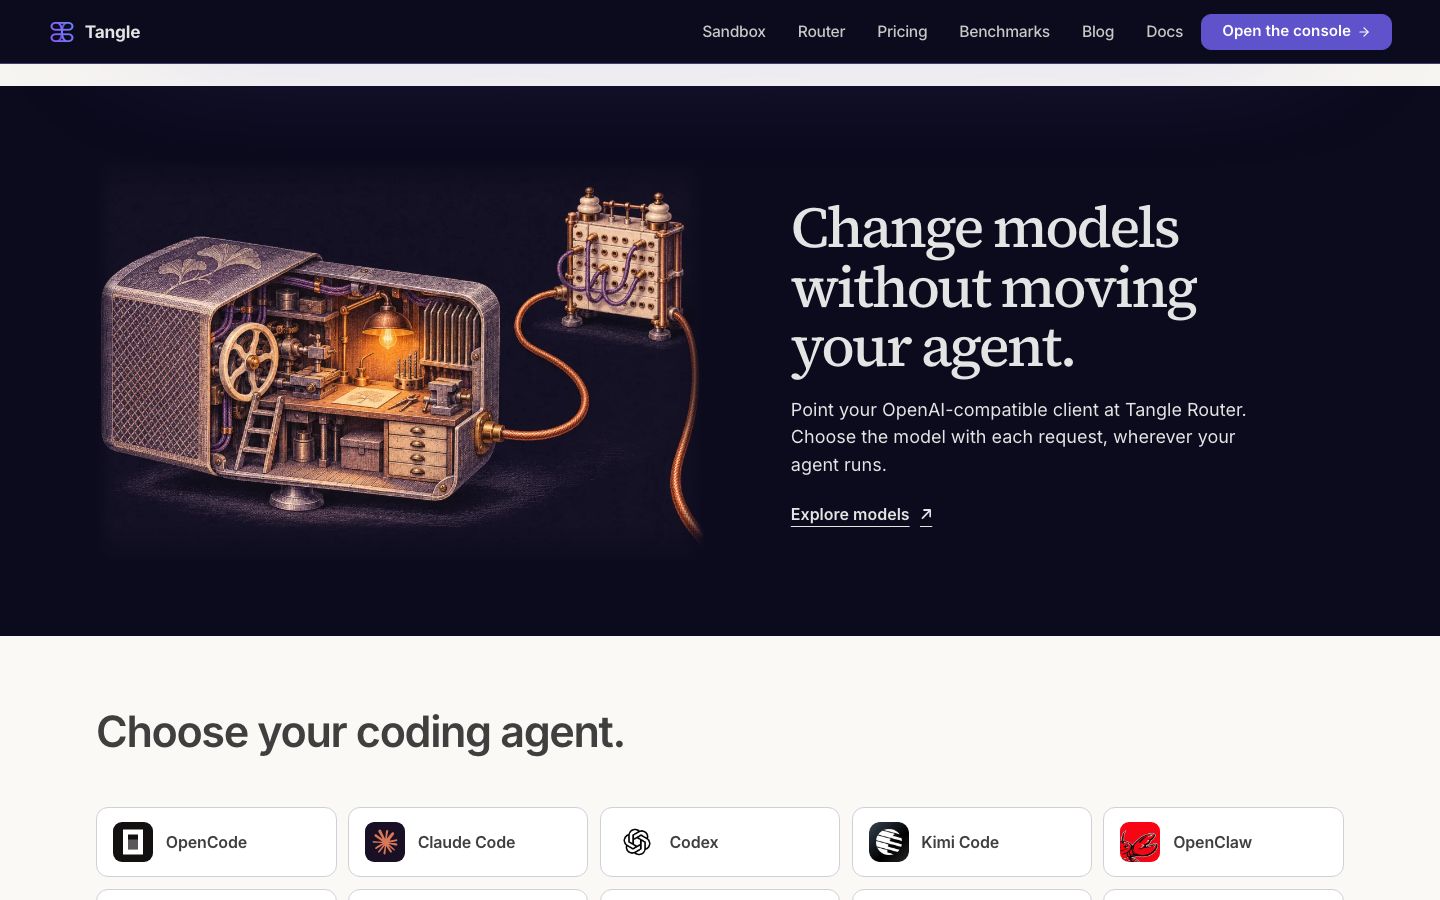 Tangle
Sandbox
Router
Pricing
Benchmarks
Blog
Docs
Open the console →
Change models
without moving
your agent.
Point your OpenAI-compatible client at Tangle Router.
Choose the model with each request, wherever your
agent runs.
Explore models ↗
Choose your coding agent.
OpenCode
Claude Code
Codex
Kimi Code
OpenClaw